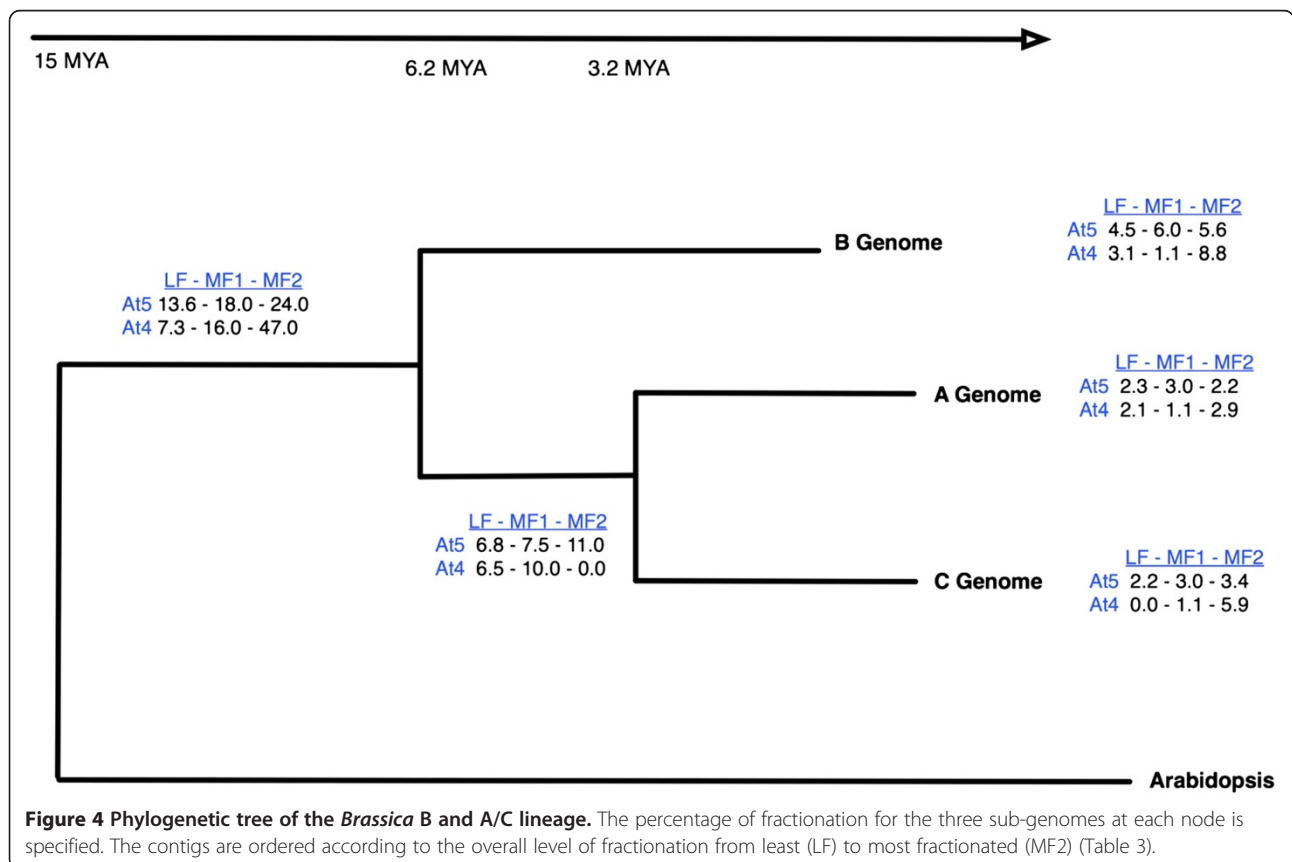 15 MYA
6.2 MYA
3.2 MYA
LF - MF1 - MF2
At5 4.5 - 6.0 - 5.6
At4 3.1 - 1.1 - 8.8
B Genome
LF - MF1 - MF2
At5 13.6 - 18.0 - 24.0
At4 7.3 - 16.0 - 47.0
LF - MF1 - MF2
At5 2.3 - 3.0 - 2.2
At4 2.1 - 1.1 - 2.9
A Genome
LF - MF1 - MF2
At5 6.8 - 7.5 - 11.0
At4 6.5 - 10.0 - 0.0
LF - MF1 - MF2
At5 2.2 - 3.0 - 3.4
At4 0.0 - 1.1 - 5.9
C Genome
Arabidopsis
Figure 4 Phylogenetic tree of the Brassica B and A/C lineage. The percentage of fractionation for the three sub-genomes at each node is
specified. The contigs are ordered according to the overall level of fractionation from least (LF) to most fractionated (MF2) (Table 3).